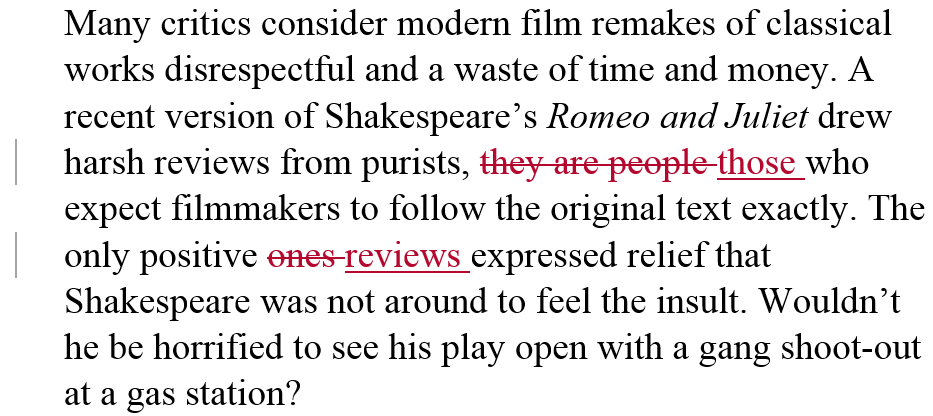 Many critics consider modern film remakes of classical
works disrespectful and a waste of time and money. A
recent version of Shakespeare’s Romeo and Juliet drew
harsh reviews from purists, they are people those who
expect filmmakers to follow the original text exactly. The
only positive ones reviews expressed relief that
Shakespeare was not around to feel the insult. Wouldn’t
he be horrified to see his play open with a gang shoot-out
at a gas station?